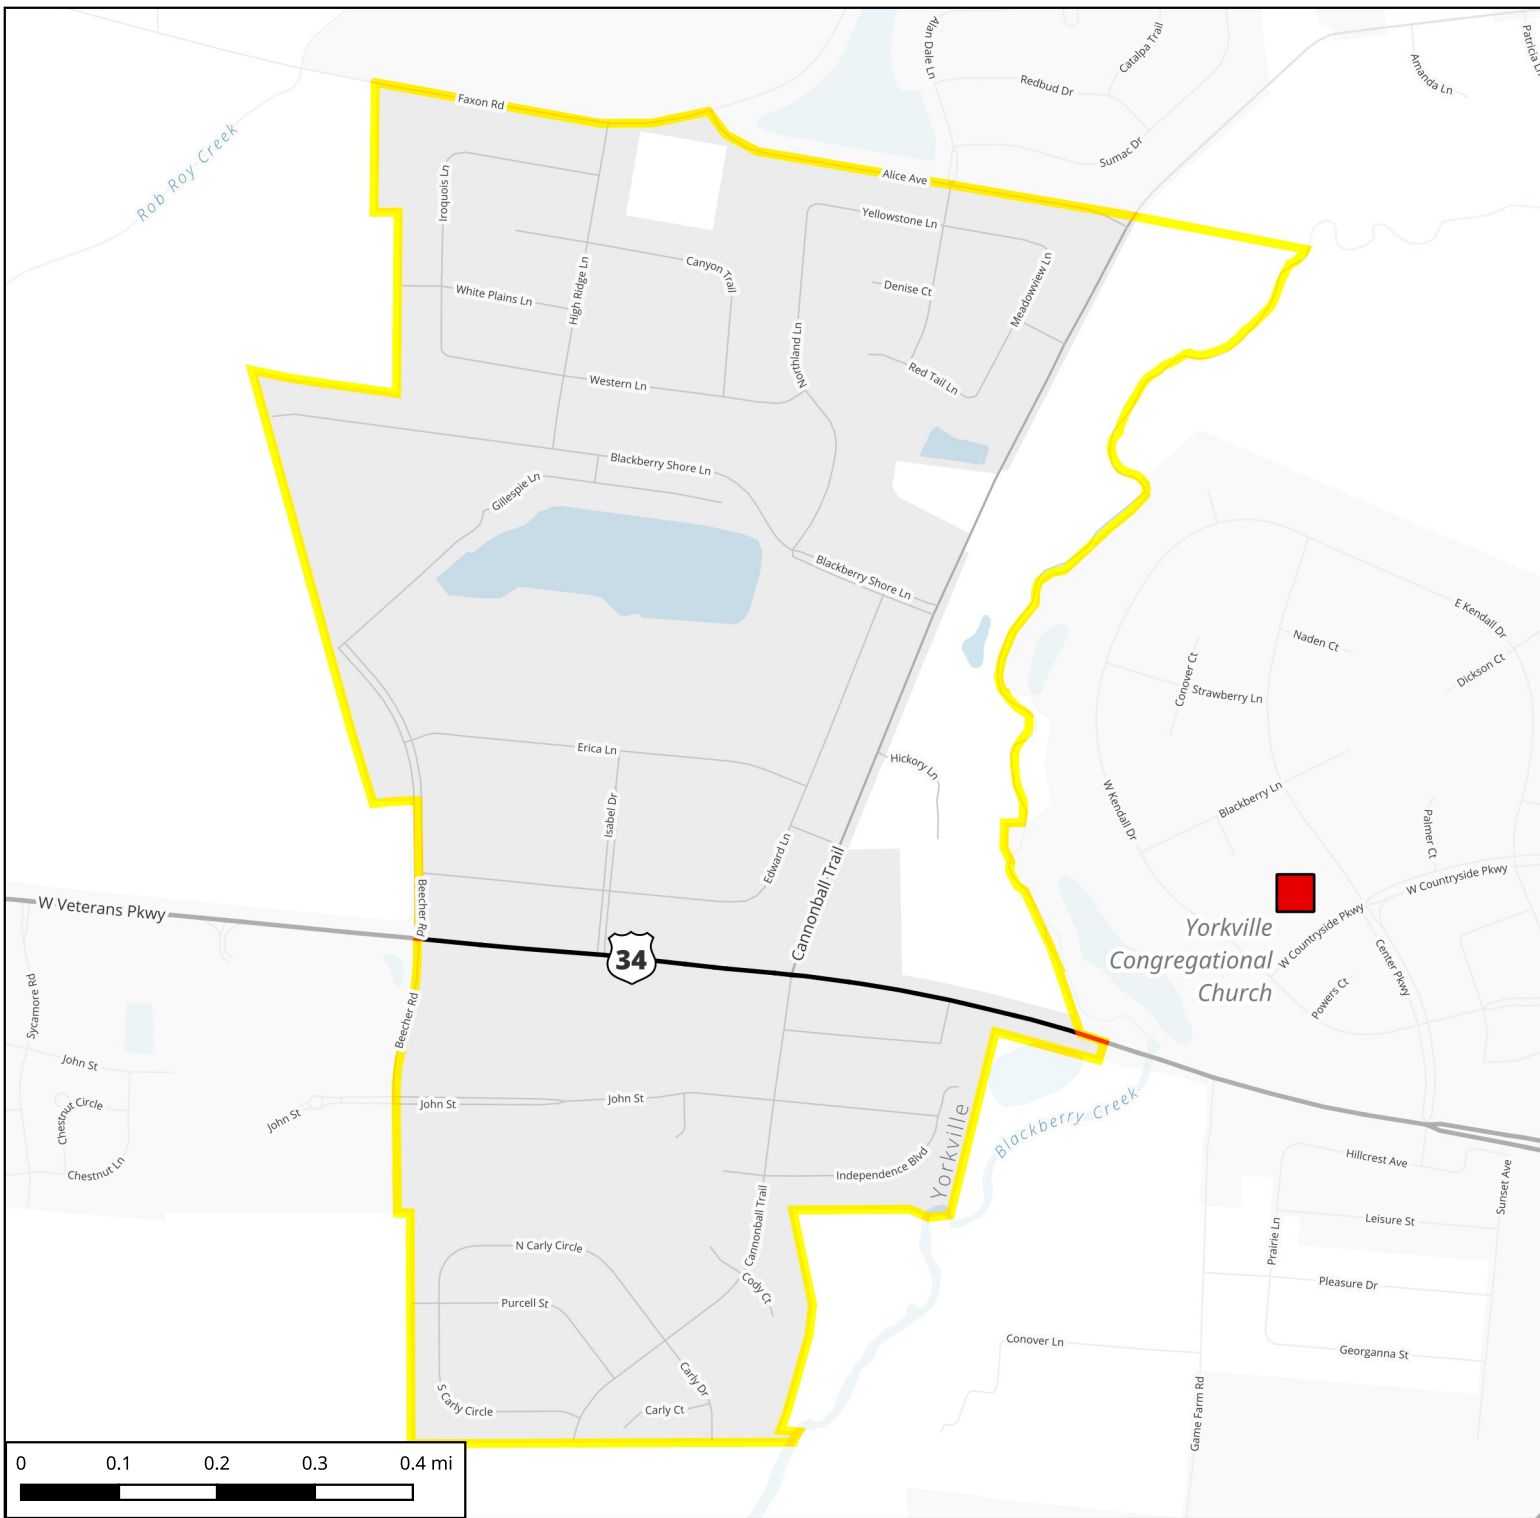 Alan Dale Ln
Catalpa Trail
Patricia Ln
Amanda Ln
Redbud Dr
Faxon Rd
Sumac Dr
Rob Roy Creek
Alice Ave
Iroquois Ln
Yellowstone Ln
Canyon Trail
High Ridge Ln
White Plains Ln
Denise Ct
Meadowview Ln
Northland Ln
Red Tail Ln
Western Ln
Blackberry Shore Ln
Gillespie Ln
Blackberry Shore Ln
E Kendall Dr
Naden Ct
Dickson Ct
Conover Ct
Strawberry Ln
Erica Ln
Hickory Ln
Isabel Dr
W Kendall Dr
Blackberry Ln
Palmer Ct
Edward Ln
Cannonball Trail
W Countryside Pkwy
W Veterans Pkwy
Beecher Rd
34
Yorkville
Congregational
Church
W Countryside Pkwy
Center Pkwy
Powers Ct
Sycamore Rd
Beecher Rd
John St
Chestnut Circle
John St
John St
John St
Yorkville
Blackberry Creek
Chestnut Ln
Independence Blvd
Hillcrest Ave
Sunset Ave
Cannonball Trail
Leisure St
Prairie Ln
N Carly Circle
Cody Ct
Pleasure Dr
Purcell St
Conover Ln
Georganna St
Carly Dr
S Carly Circle
Carly Ct
Game Farm Rd
0 0.1 0.2 0.3 0.4 mi